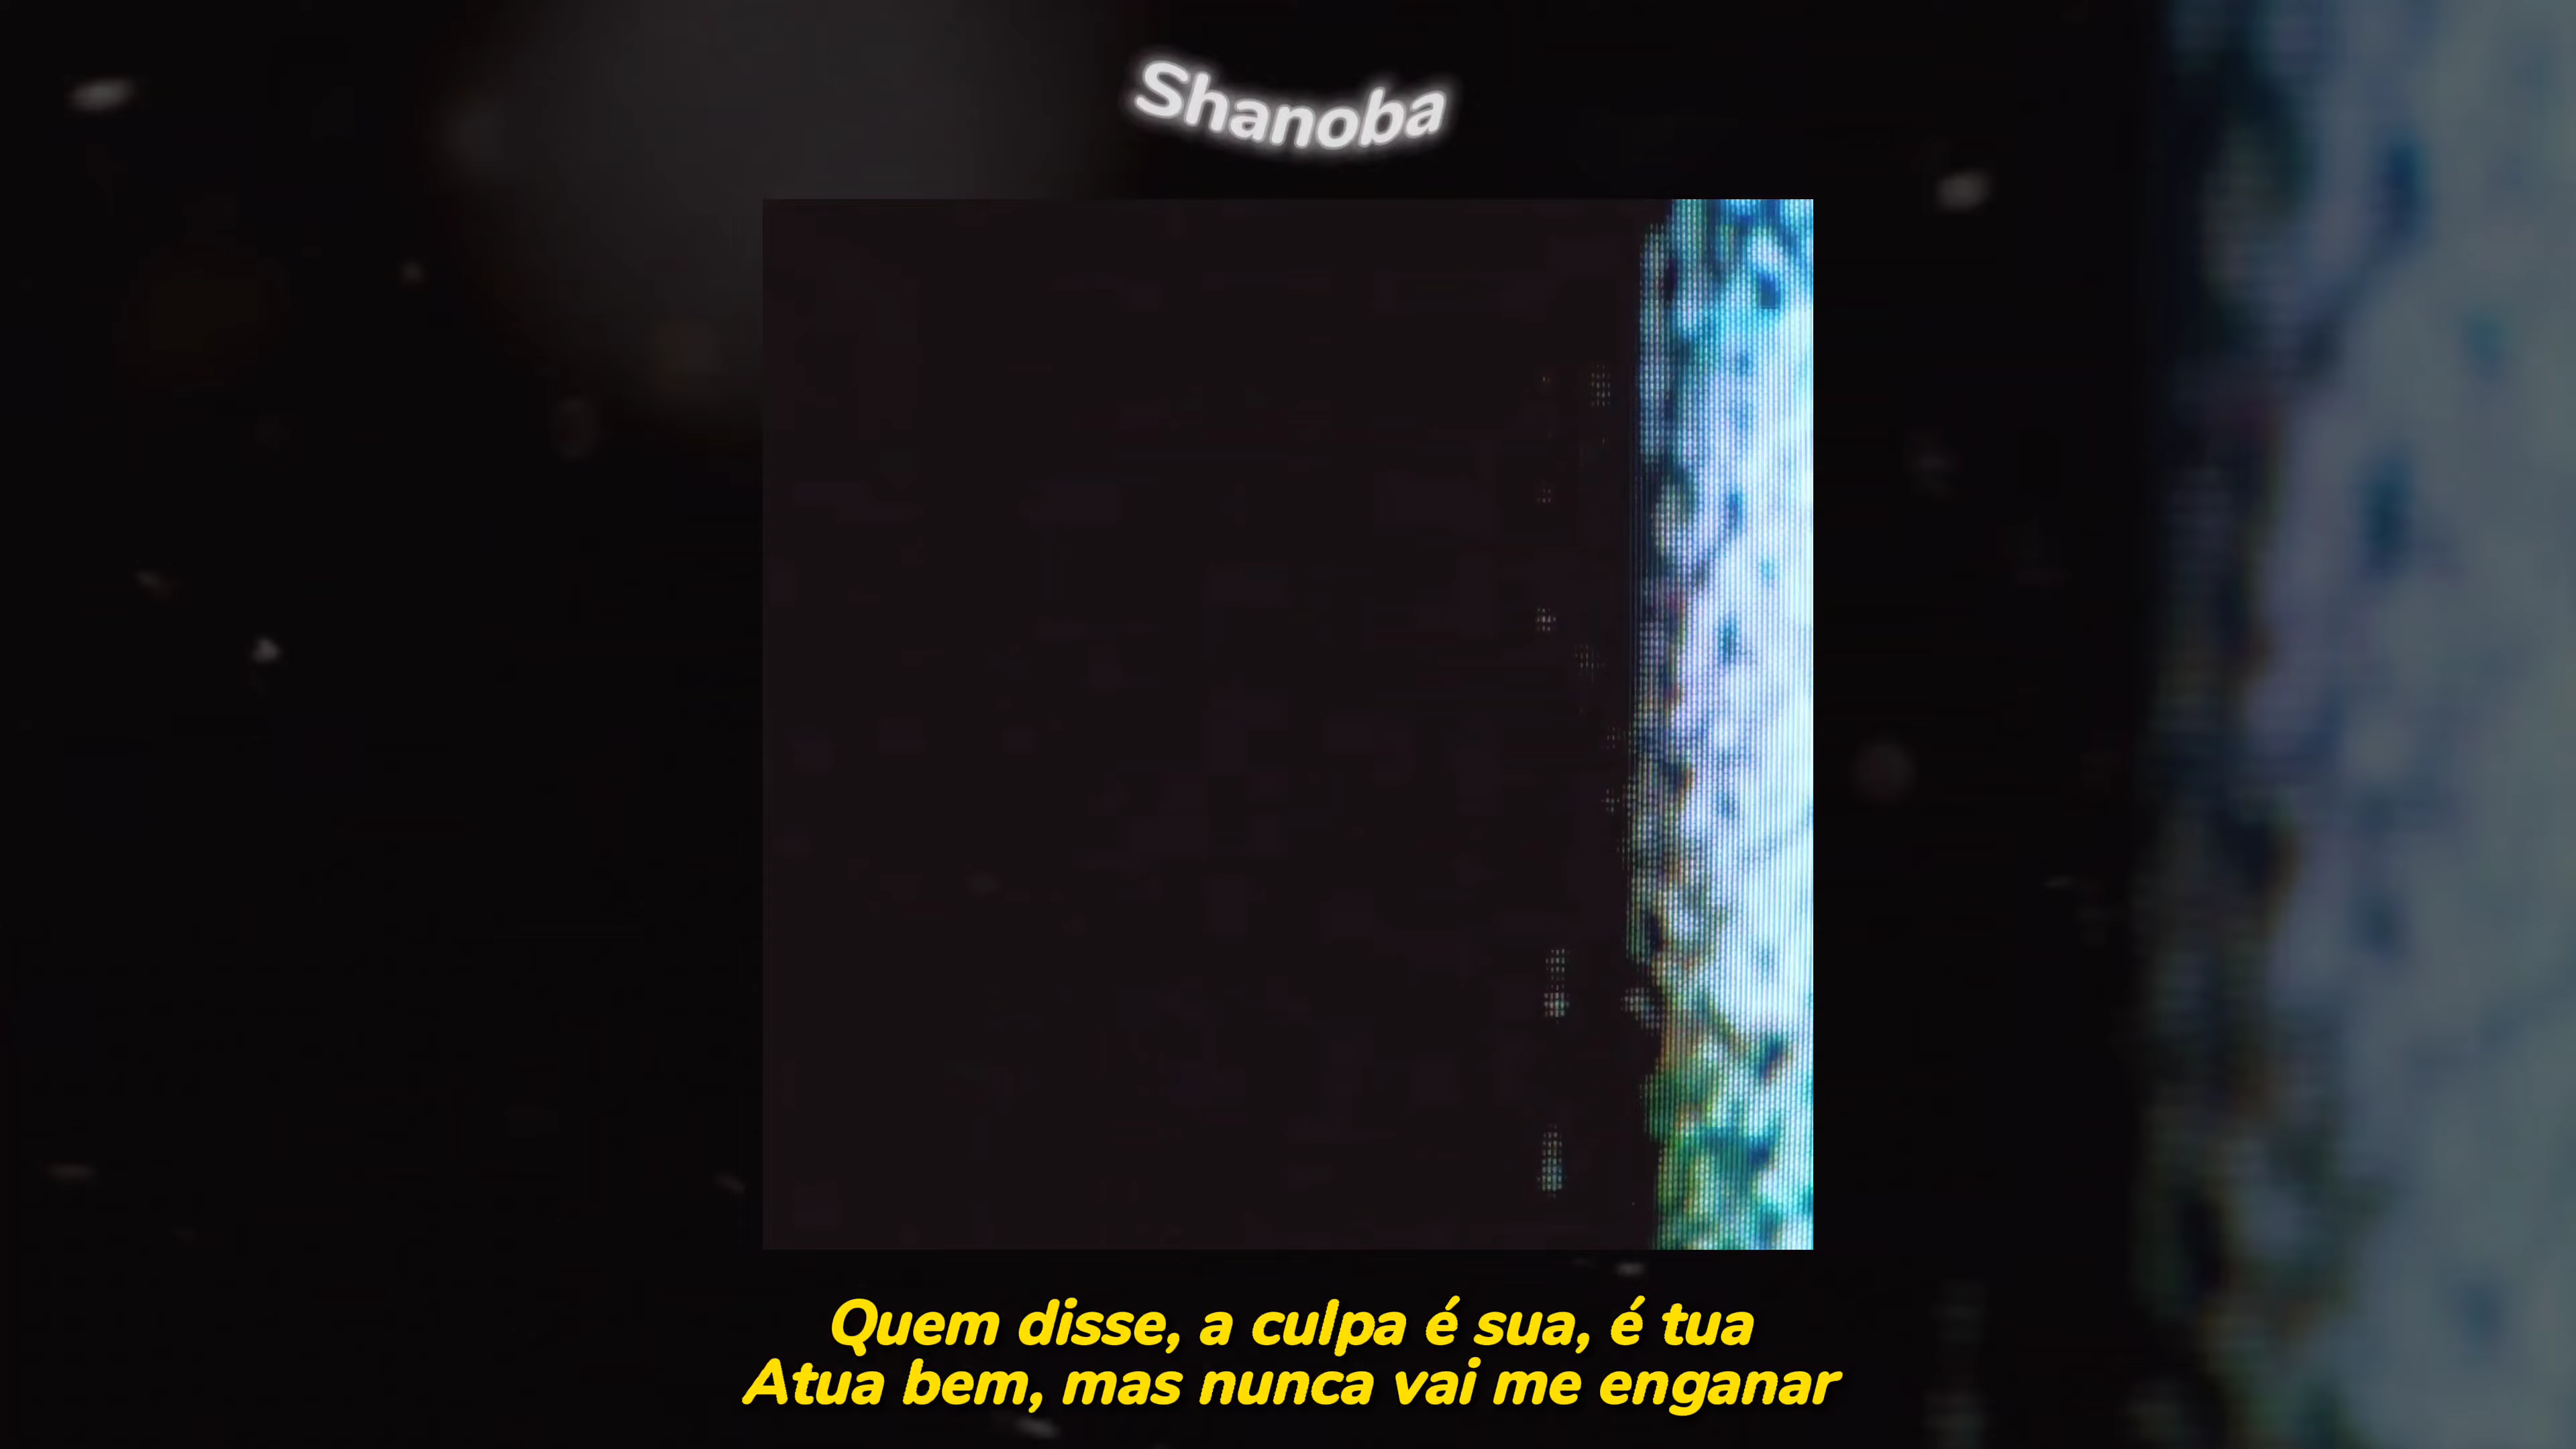 Shanoba
Quem disse, a culpa é sua, é tua
Atua bem, mas nunca vai me enganar